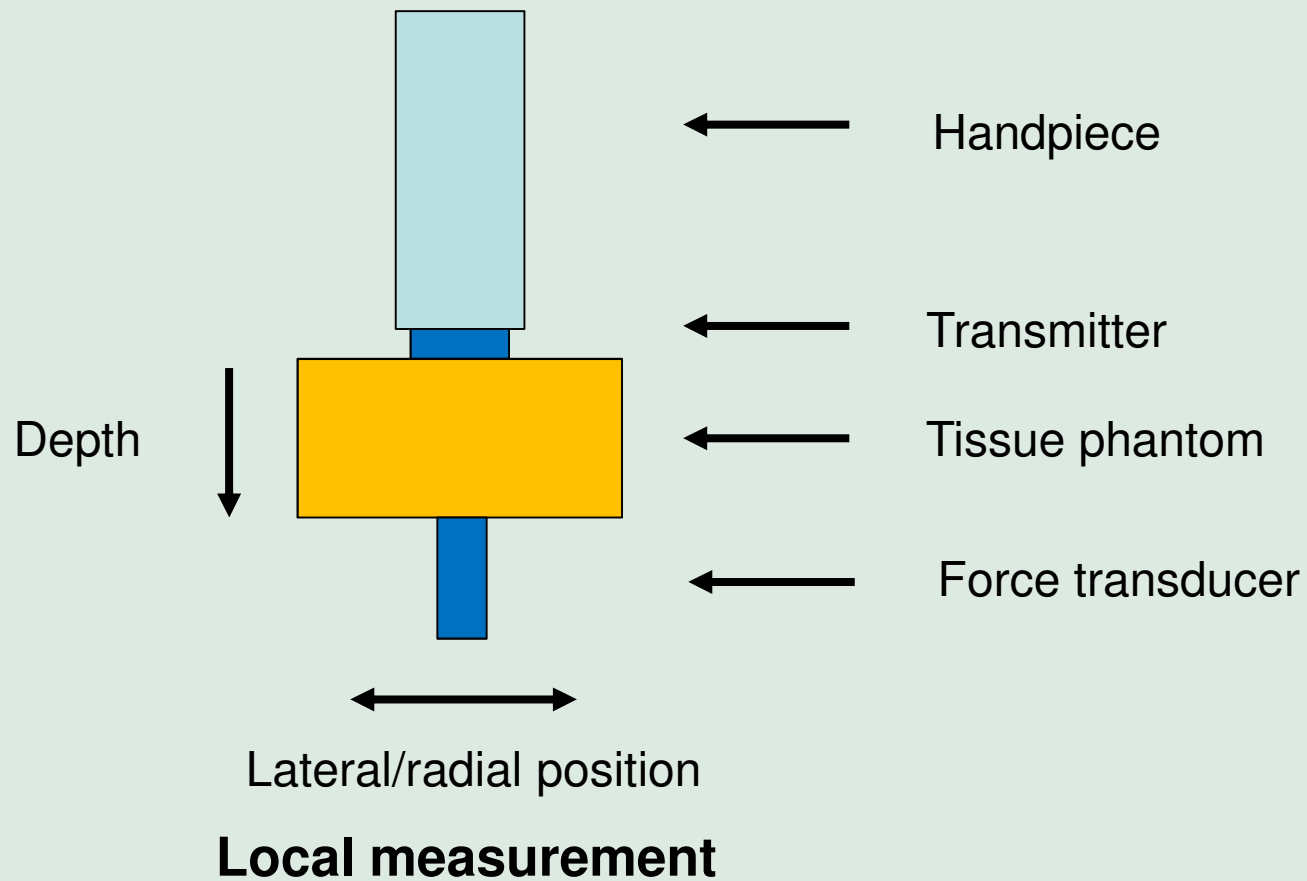 Handpiece
Transmitter
Depth
Tissue phantom
Force transducer
Lateral/radial position
Local measurement